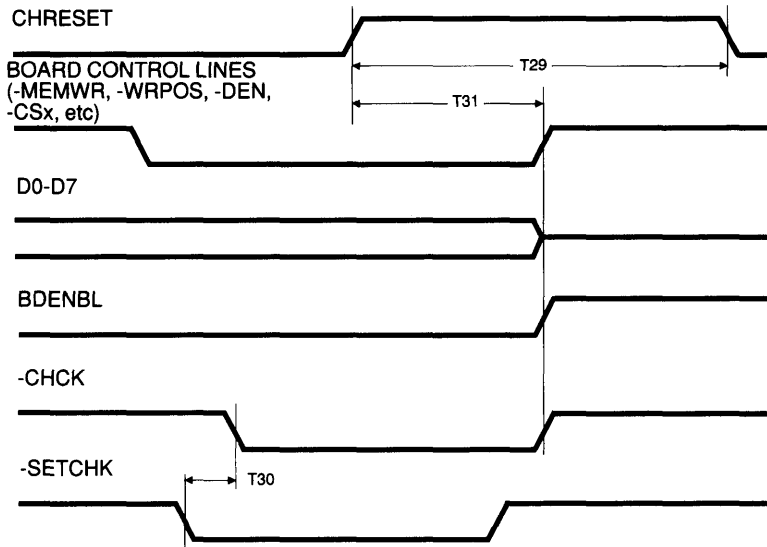 CHRESET
T29
BOARD CONTROL LINES
(-MEMWR, -WRPOS, -DEN,
-CSx, etc)
T31
D0-D7
BDENBL
-CHCK
-SETCHK
T30